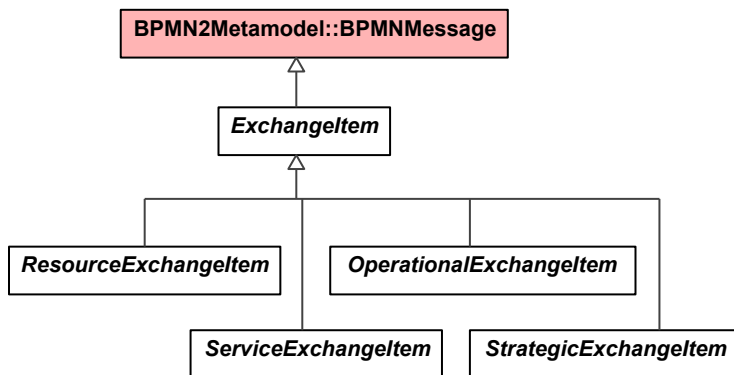 BPMN2Metamodel::BPMNMessage
ExchangeItem
ResourceExchangeItem
OperationalExchangeItem
ServiceExchangeItem
StrategicExchangeItem